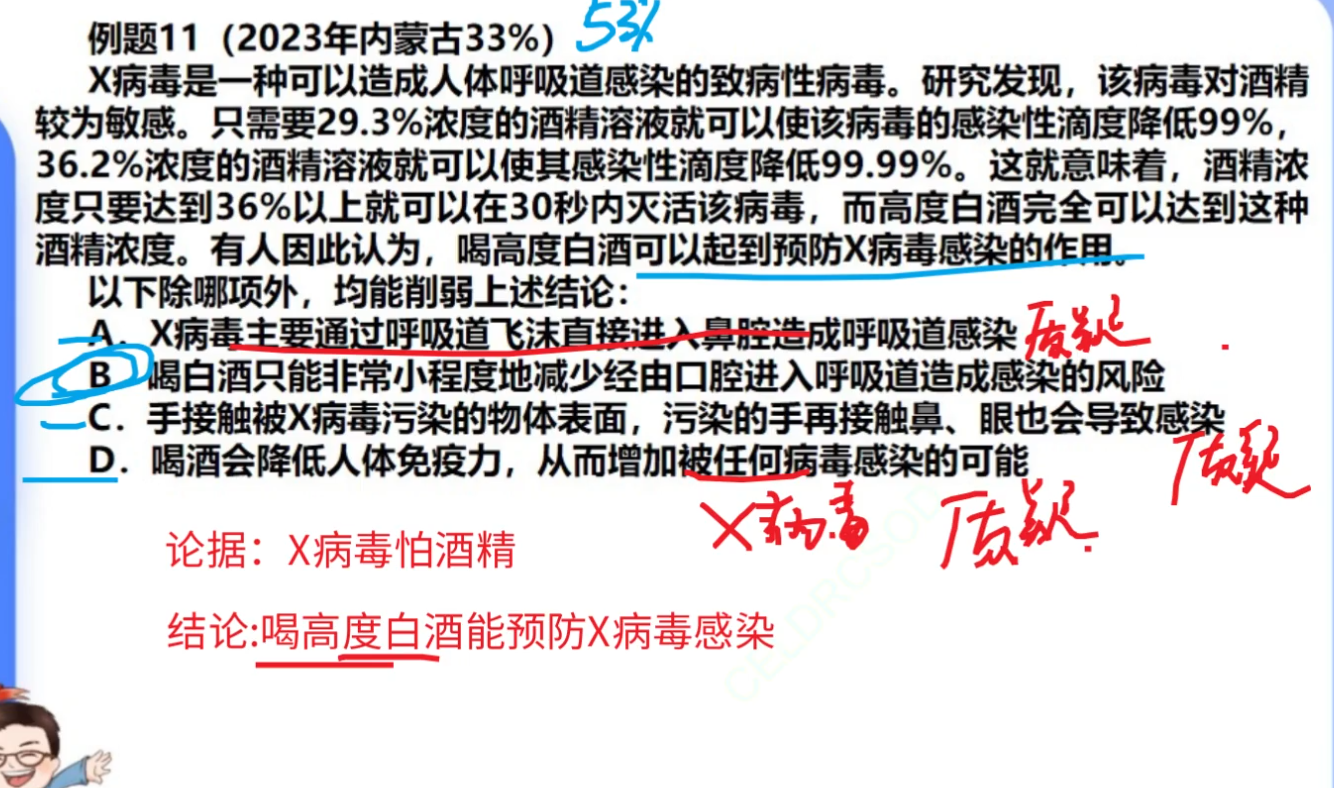 例题11（2023年内蒙古33%） 53%
X病毒是一种可以造成人体呼吸道感染的致病性病毒。研究发现，该病毒对酒精
较为敏感。只需要29.3%浓度的酒精溶液就可以使该病毒的感染性滴度降低99%，
36.2%浓度的酒精溶液就可以使其感染性滴度降低99.99%。这就意味着，酒精浓
度只要达到36%以上就可以在30秒内灭活该病毒，而高度白酒完全可以达到这种
酒精浓度。有人因此认为，喝高度白酒可以起到预防X病毒感染的作用。
以下除哪项外，均能削弱上述结论：
A．X病毒主要通过呼吸道飞沫直接进入鼻腔造成呼吸道感染 质疑
B 喝白酒只能非常小程度地减少经由口腔进入呼吸道造成感染的风险
C．手接触被X病毒污染的物体表面，污染的手再接触鼻、眼也会导致感染
质疑
D．喝酒会降低人体免疫力，从而增加被任何病毒感染的可能
X病毒 质疑
论据：X病毒怕酒精
结论:喝高度白酒能预防X病毒感染
CELDRCSOD